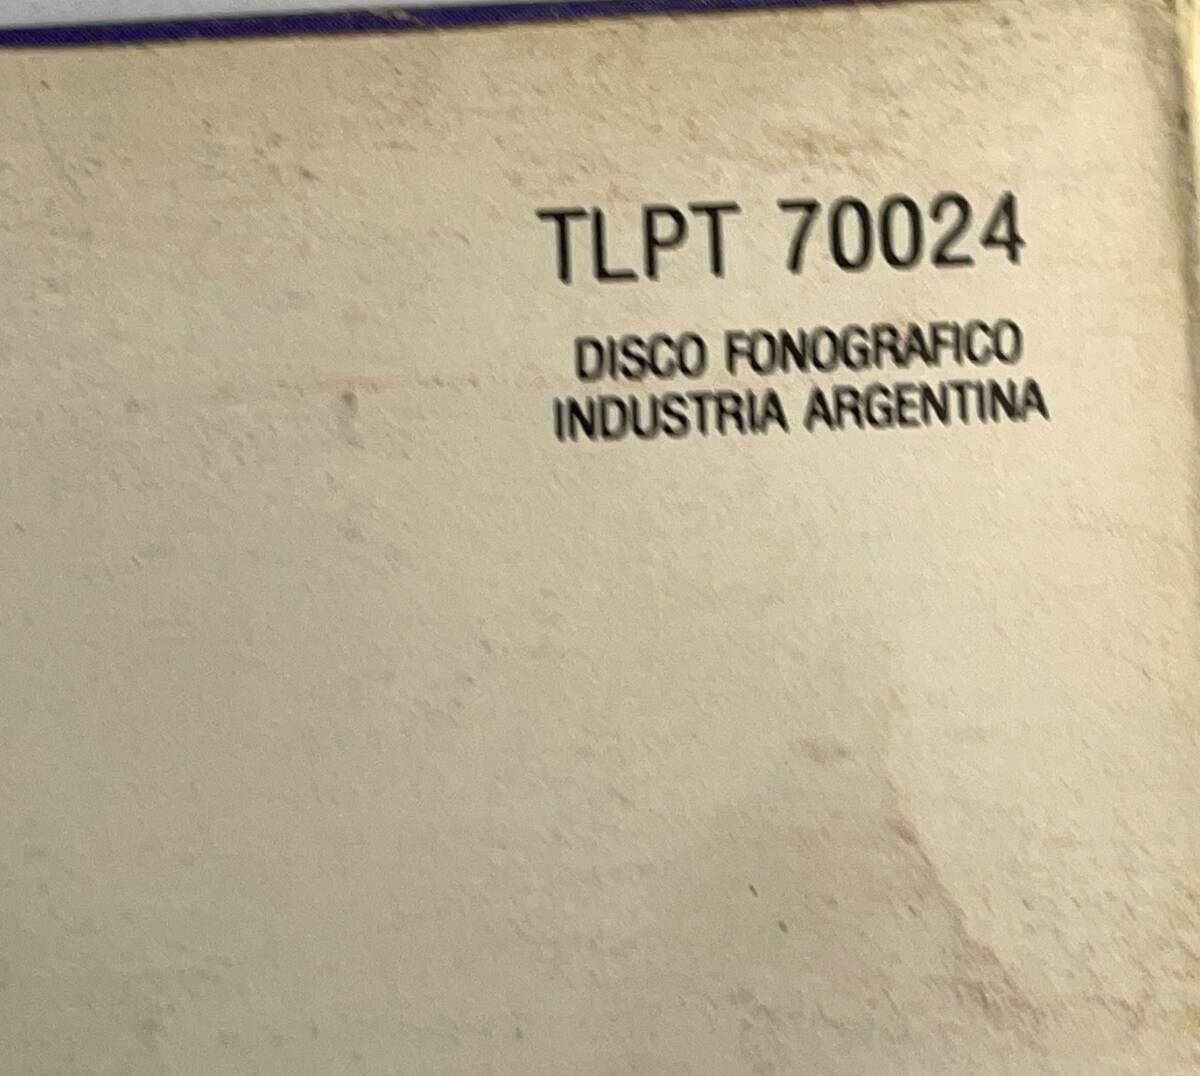 TLPT 70024
DISCO FONOGRAFICO
INDUSTRIA ARGENTINA